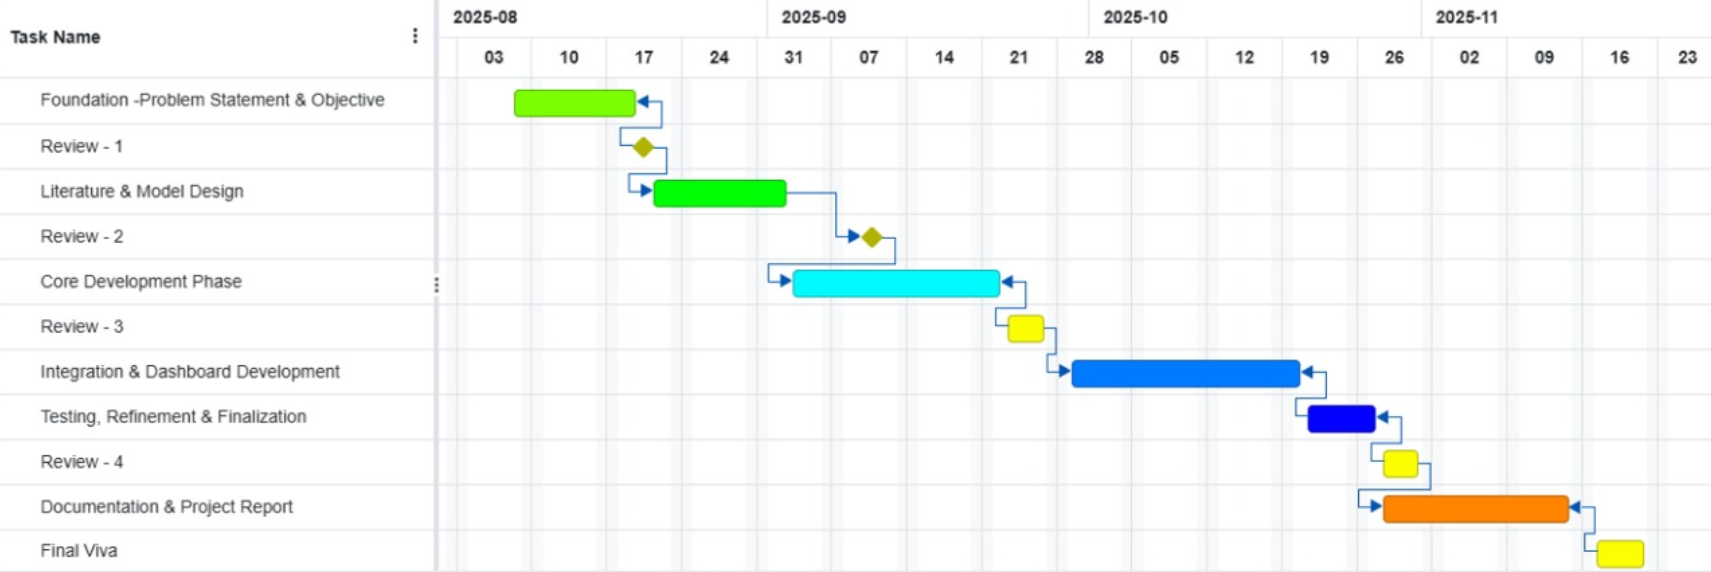 2025-08 2025-09 2025-10 2025-11
Task Name
03 10 17 24 31 07 14 21 28 05 12 19 26 02 09 16 23
Foundation -Problem Statement & Objective
Review - 1
Literature & Model Design
Review - 2
Core Development Phase
Review - 3
Integration & Dashboard Development
Testing, Refinement & Finalization
Review - 4
Documentation & Project Report
Final Viva